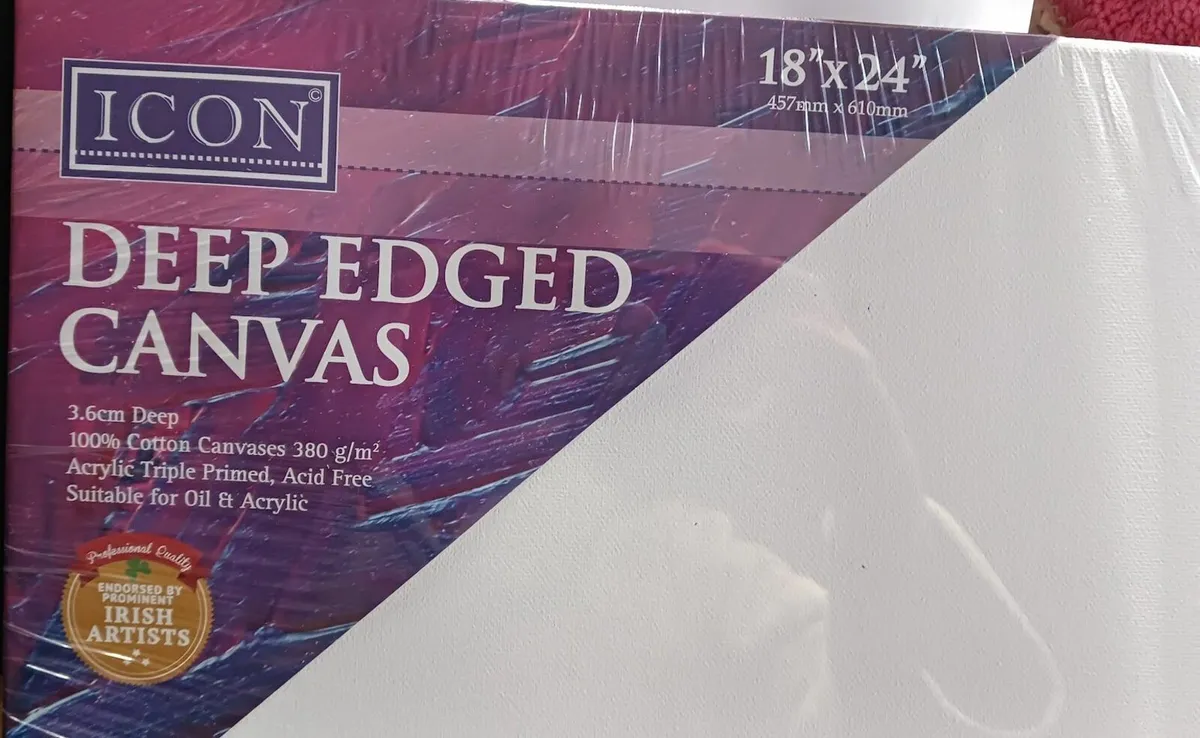 ICON©
18”x 24”
457mm x 610mm
DEEP EDGED
CANVAS
3.6cm Deep
100% Cotton Canvases 380 g/m²
Acrylic Triple Primed, Acid Free
Suitable for Oil & Acrylic
Professional Quality
ENDORSED BY
PROMINENT
IRISH
ARTISTS